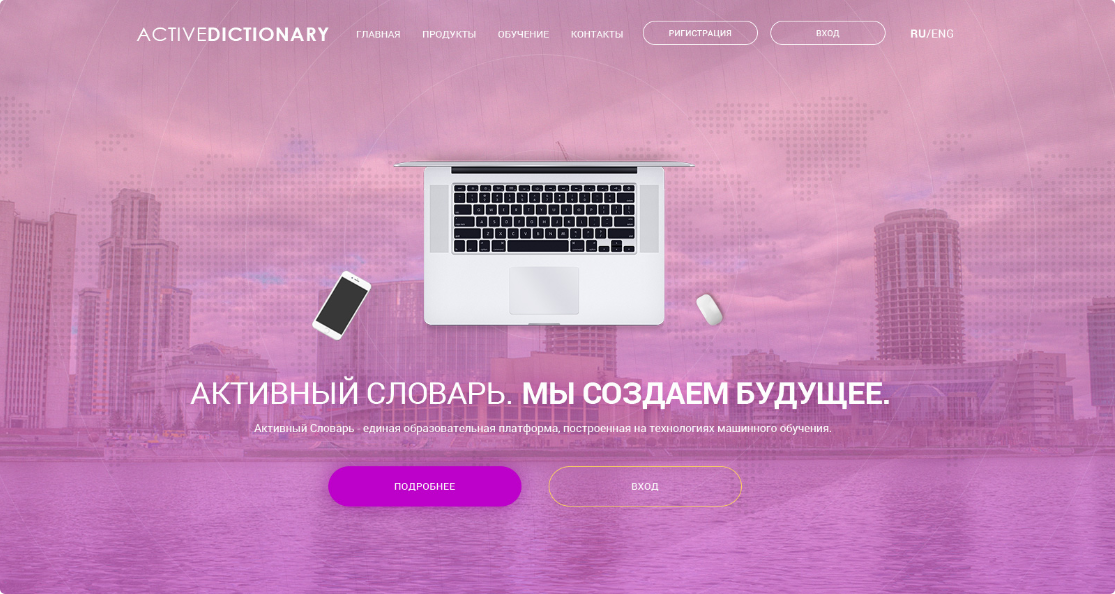 ACTIVEDICTIONARY ГЛАВНАЯ ПРОДУКТЫ ОБУЧЕНИЕ КОНТАКТЫ РИГИСТРАЦИЯ ВХОД RU/ENG
АКТИВНЫЙ СЛОВАРЬ. МЫ СОЗДАЕМ БУДУЩЕЕ.
Активный Словарь - единая образовательная платформа, построенная на технологиях машинного обучения.
ПОДРОБНЕЕ ВХОД